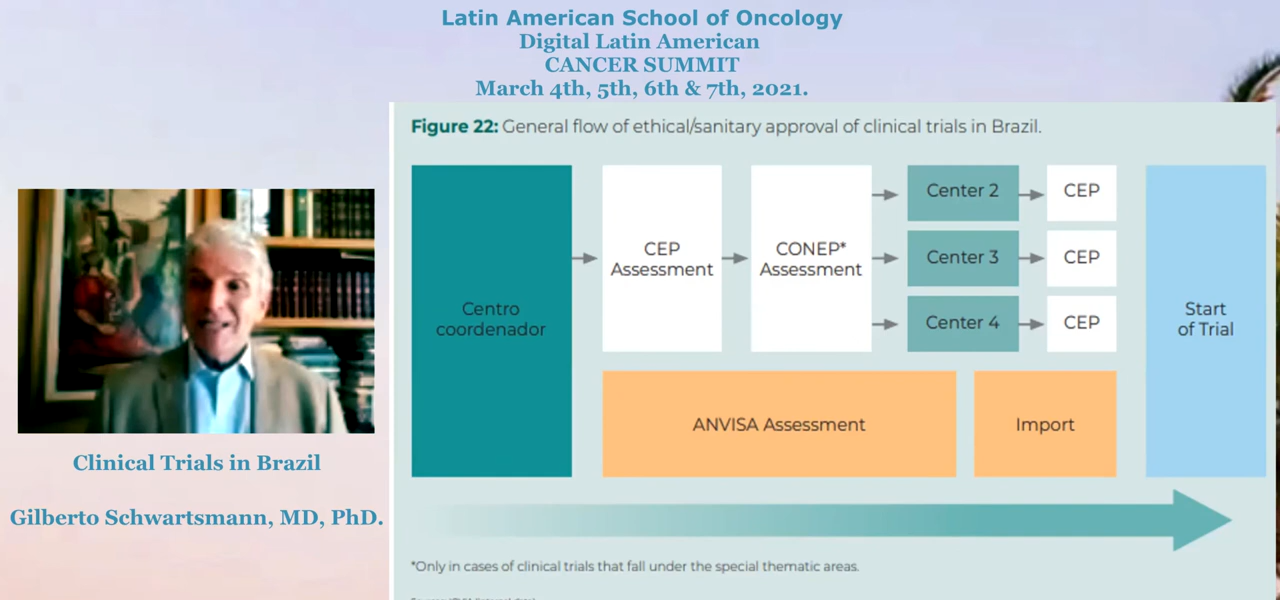 Latin American School of Oncology
Digital Latin American
CANCER SUMMIT
March 4th, 5th, 6th & 7th, 2021.
Figure 22: General flow of ethical/sanitary approval of clinical trials in Brazil.
Centro
coordenador
CEP
Assessment
CONEP*
Assessment
Center 2
CEP
Center 3
CEP
Center 4
CEP
Start
of Trial
ANVISA Assessment
Import
*Only in cases of clinical trials that fall under the special thematic areas.
Clinical Trials in Brazil
Gilberto Schwartsmann, MD, PhD.